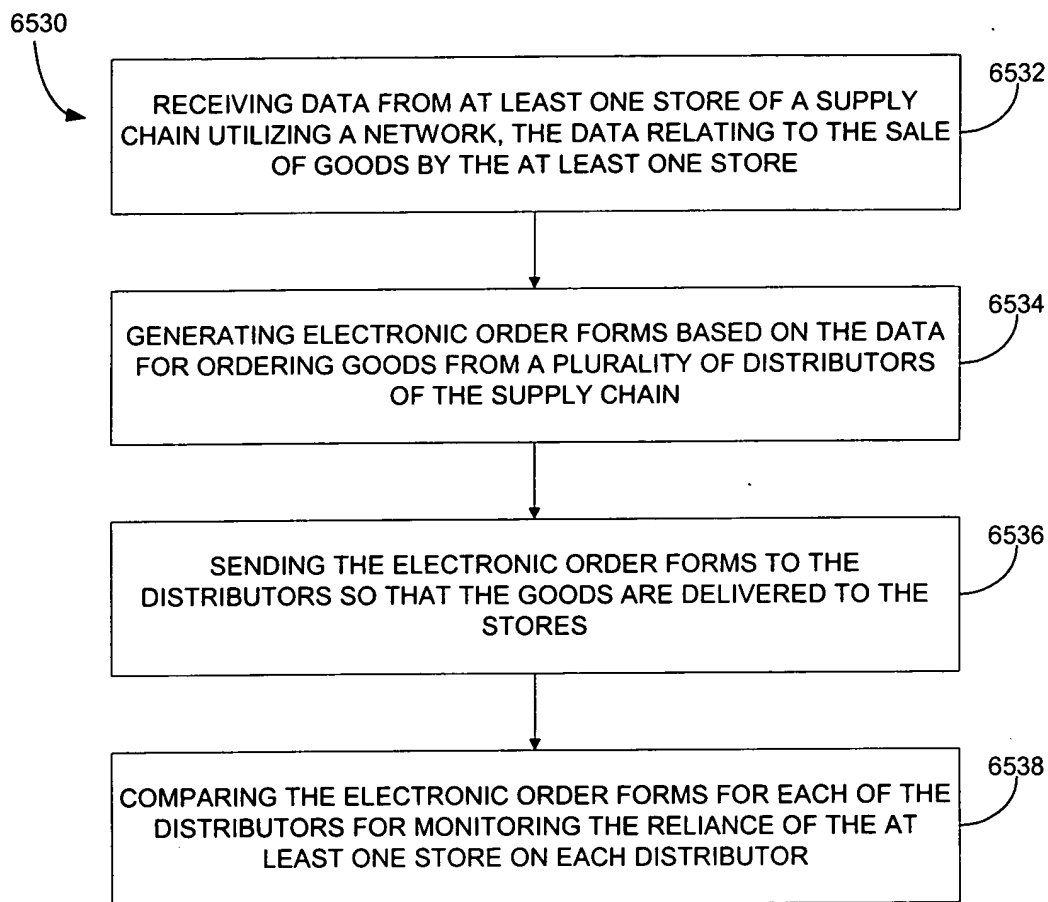 6530
6532
RECEIVING DATA FROM AT LEAST ONE STORE OF A SUPPLY
CHAIN UTILIZING A NETWORK, THE DATA RELATING TO THE SALE
OF GOODS BY THE AT LEAST ONE STORE
6534
GENERATING ELECTRONIC ORDER FORMS BASED ON THE DATA
FOR ORDERING GOODS FROM A PLURALITY OF DISTRIBUTORS
OF THE SUPPLY CHAIN
6536
SENDING THE ELECTRONIC ORDER FORMS TO THE
DISTRIBUTORS SO THAT THE GOODS ARE DELIVERED TO THE
STORES
6538
COMPARING THE ELECTRONIC ORDER FORMS FOR EACH OF THE
DISTRIBUTORS FOR MONITORING THE RELIANCE OF THE AT
LEAST ONE STORE ON EACH DISTRIBUTOR